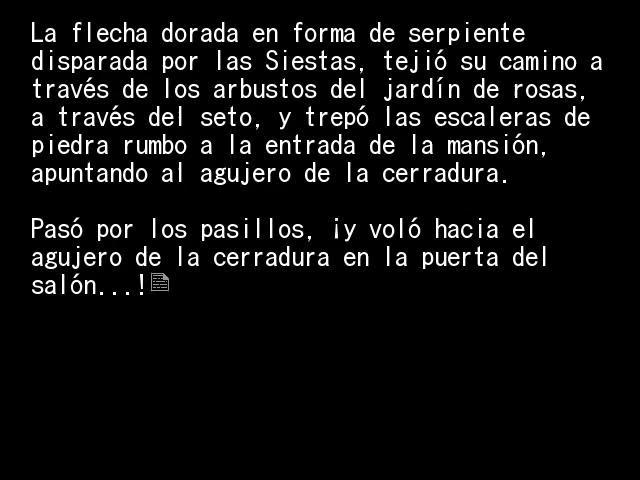 La flecha dorada en forma de serpiente
disparada por las Siestas, tejió su camino a
través de los arbustos del jardín de rosas,
a través del seto, y trepó las escaleras de
piedra rumbo a la entrada de la mansión,
apuntando al agujero de la cerradura.
Pasó por los pasillos, ¡y voló hacia el
agujero de la cerradura en la puerta del
salón...!